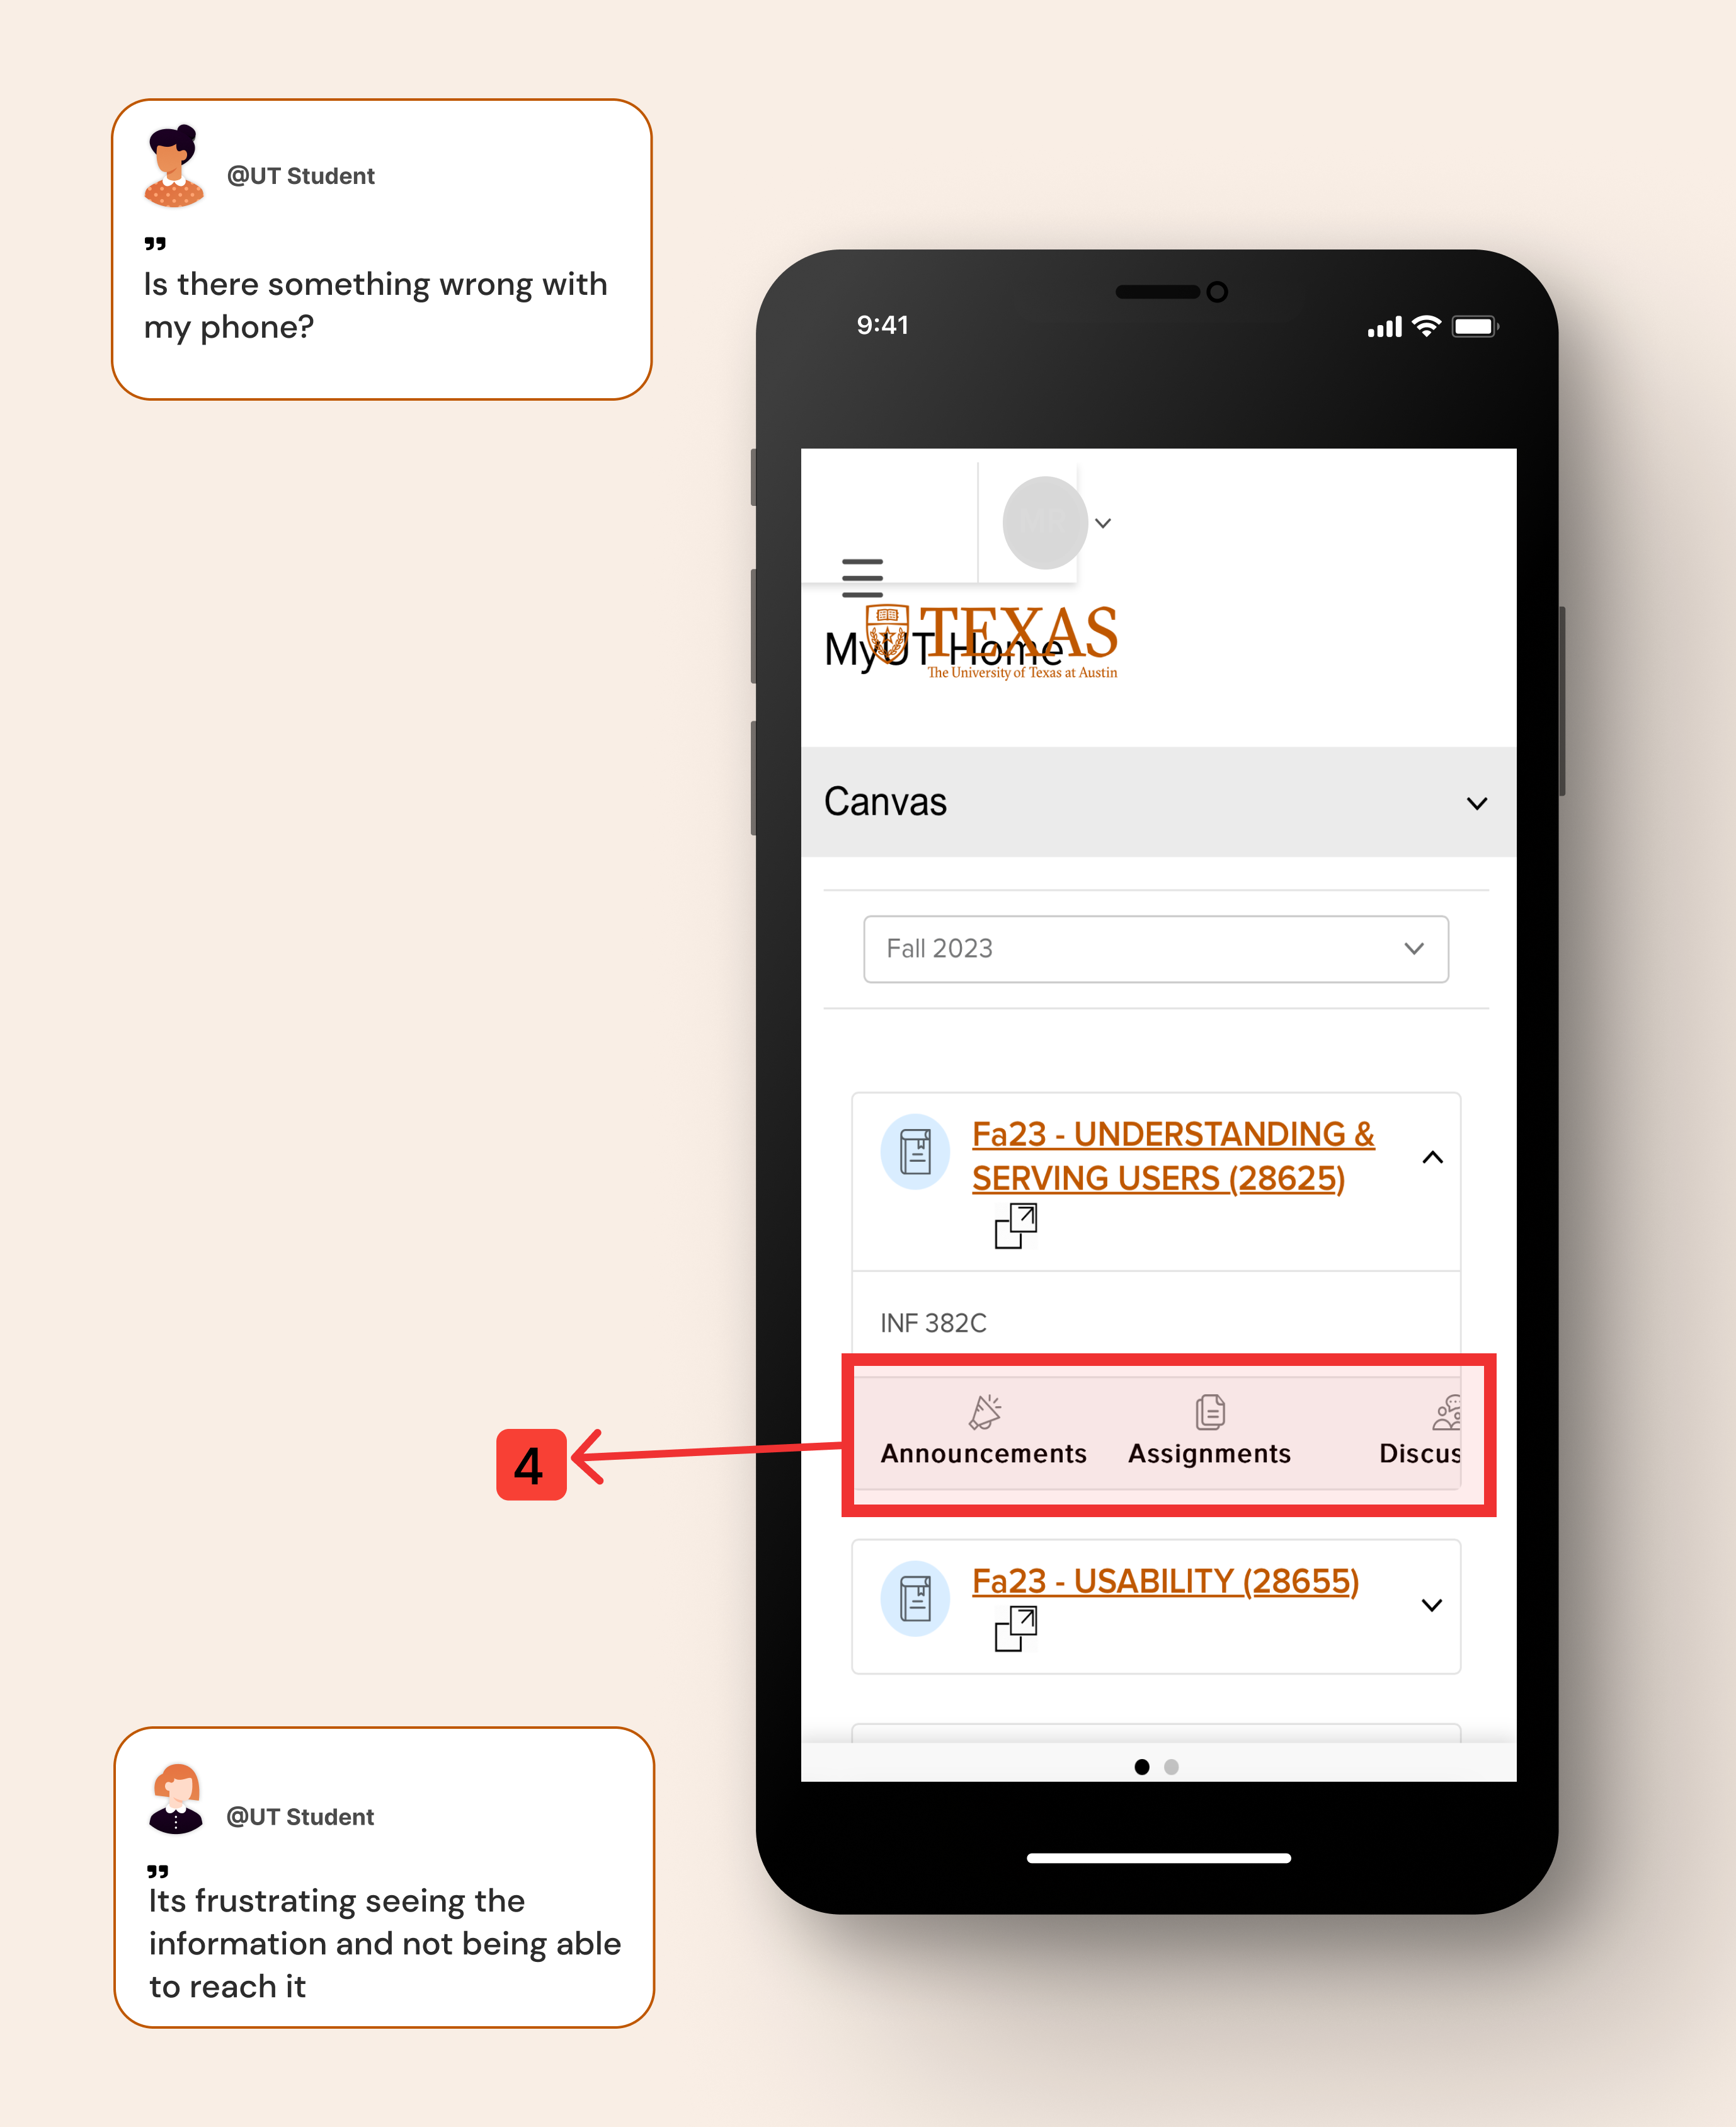 @UT Student
”
Is there something wrong with
my phone?
9:41
TEXAS
MyUT Home
The University of Texas at Austin
Canvas
Fall 2023
Fa23 - UNDERSTANDING &
SERVING USERS (28625)
INF 382C
Announcements Assignments Discus
4
Fa23 - USABILITY (28655)
@UT Student
”
Its frustrating seeing the
information and not being able
to reach it